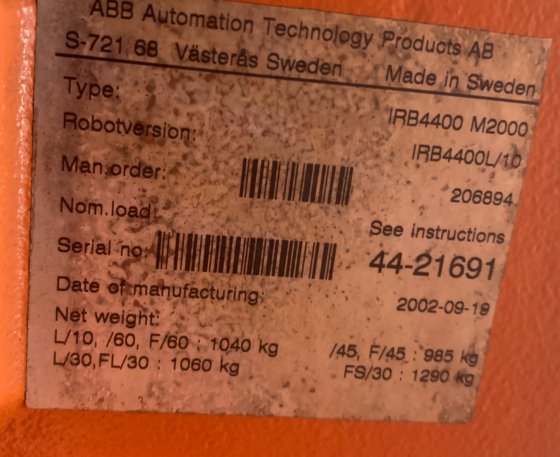 ABB Automation Technology Products AB
S-721 68 Västerås Sweden Made in Sweden
Type: IRB4400 M2000
Robotversion: IRB4400L/10
Man.order: 206894
Nom.load: See instructions
Serial no: 44-21691
Date of manufacturing: 2002-09-19
Net weight:
L/10, /60, F/60 : 1040 kg /45, F/45 : 985 kg
L/30,FL/30 : 1060 kg FS/30 : 1290 kg